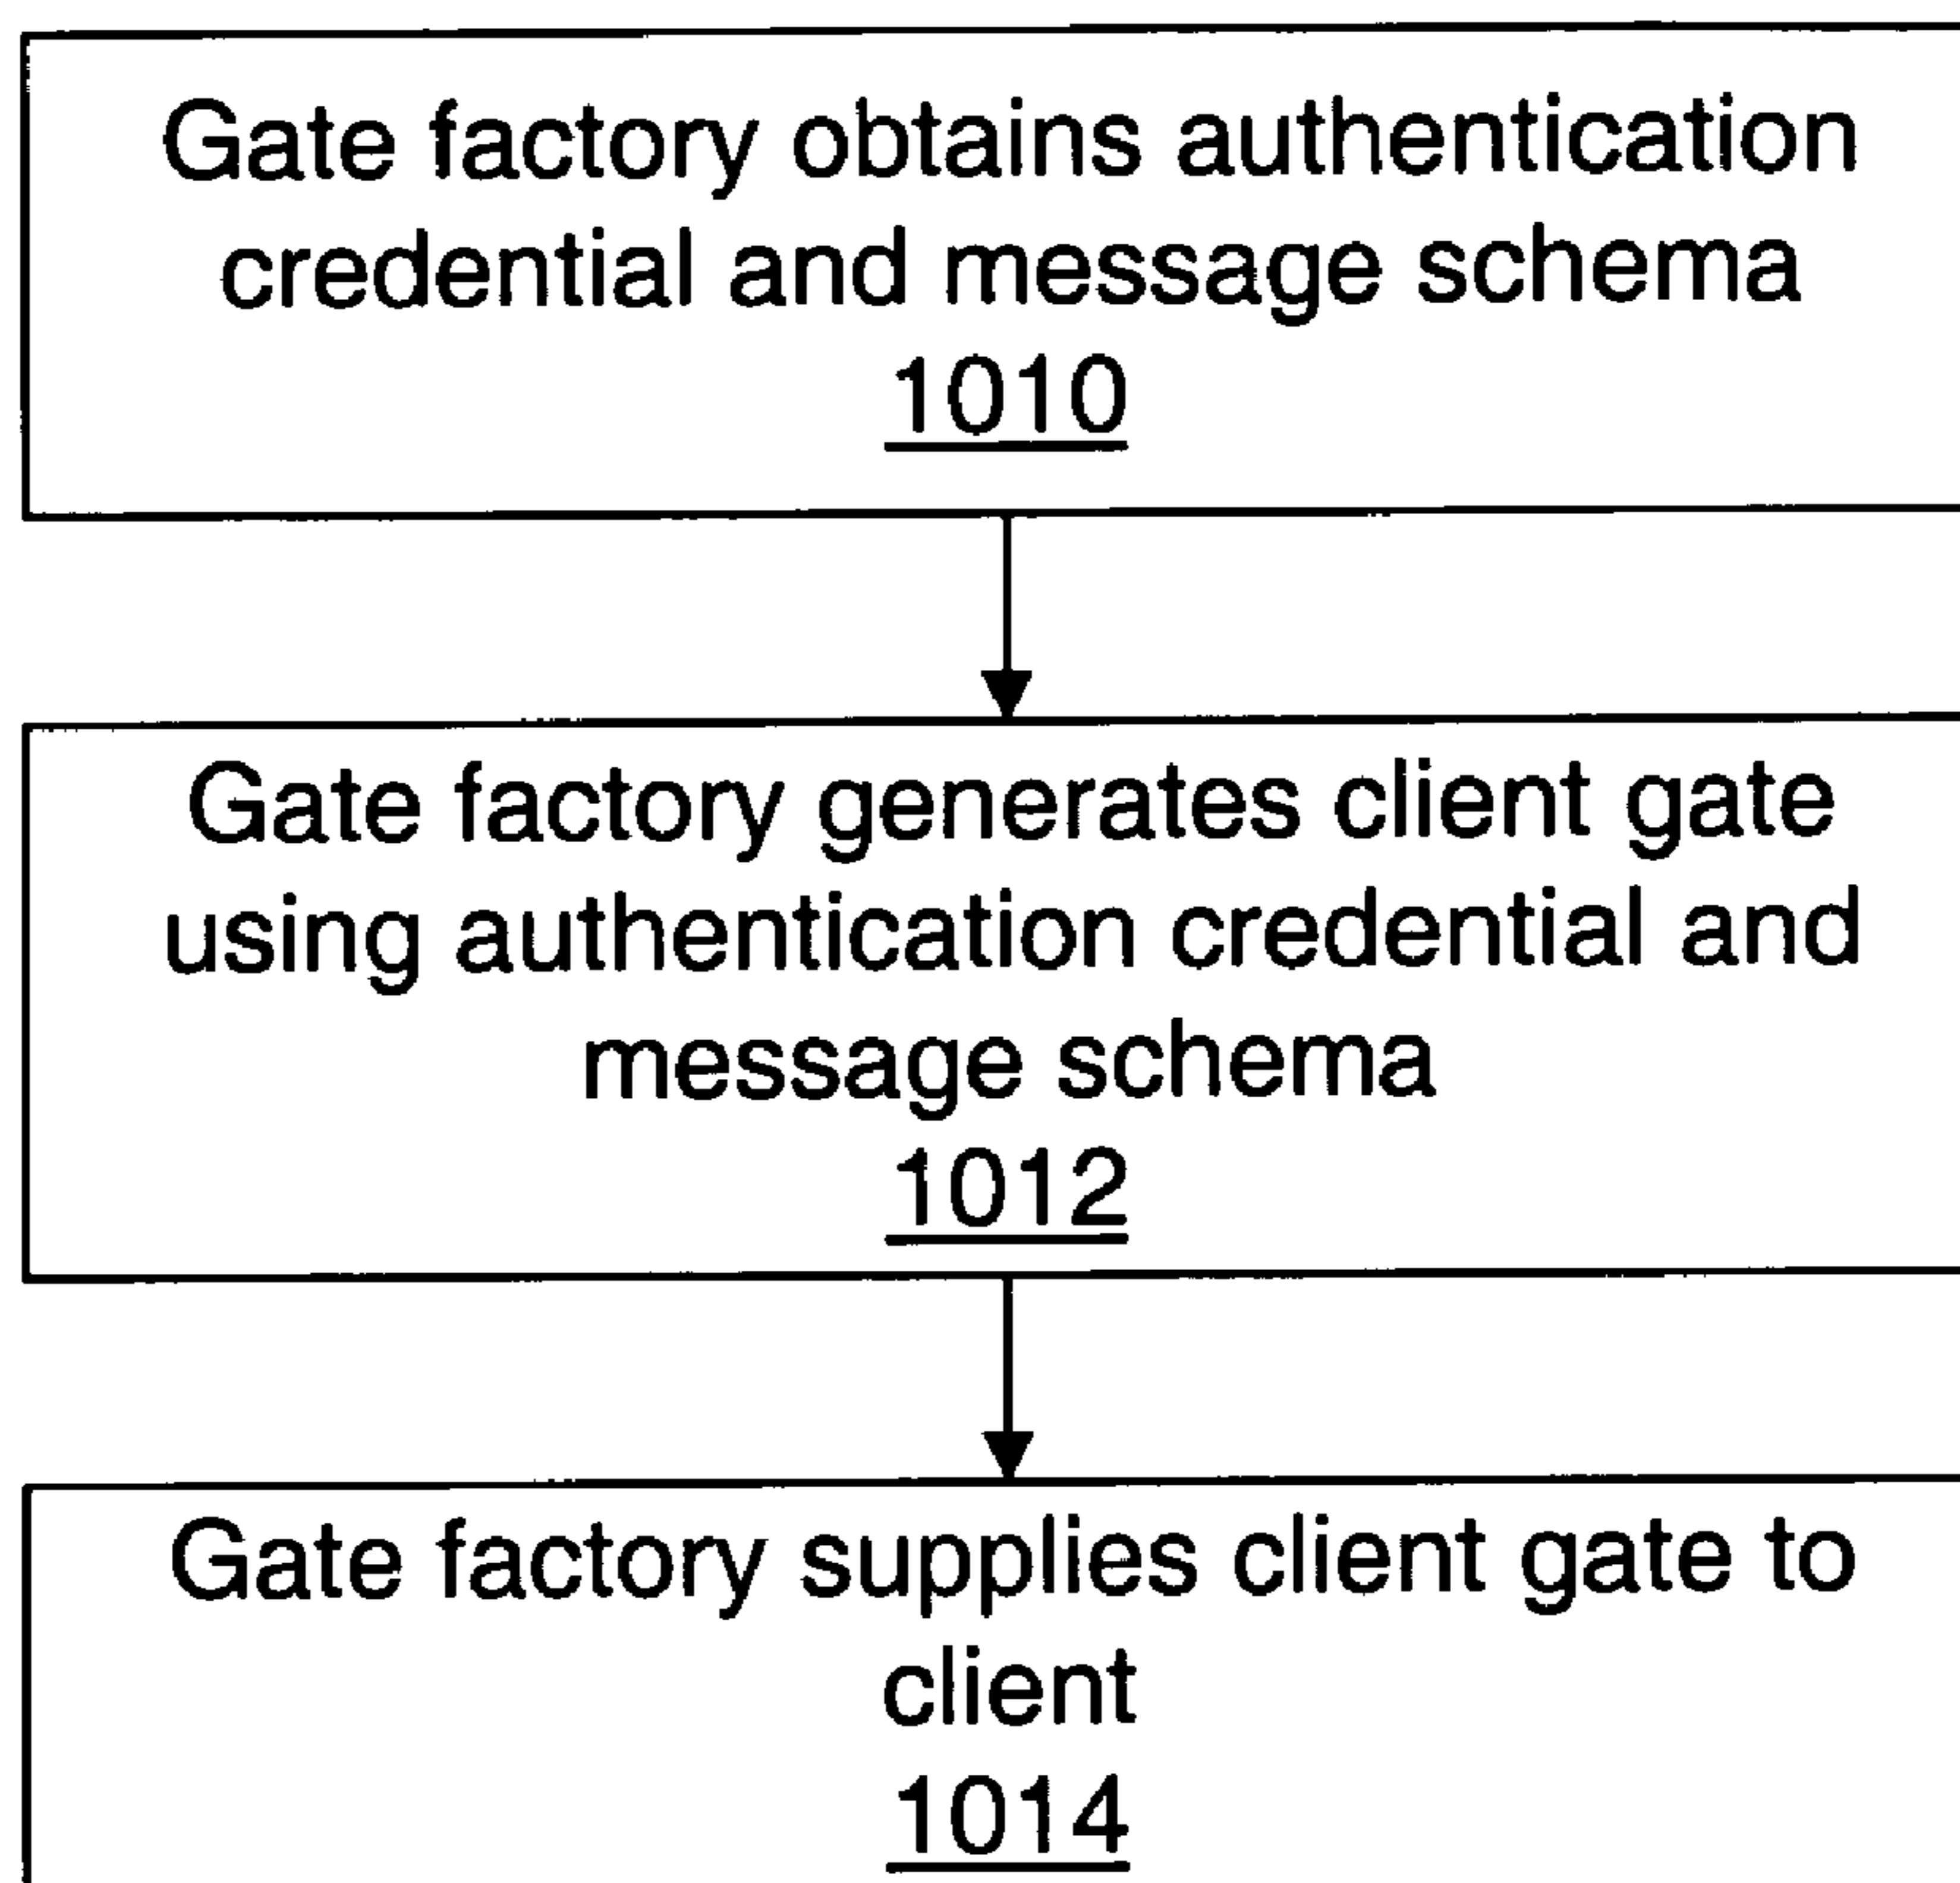 Gate factory obtains authentication
credential and message schema
1010
Gate factory generates client gate
using authentication credential and
message schema
1012
Gate factory supplies client gate to
client
1014